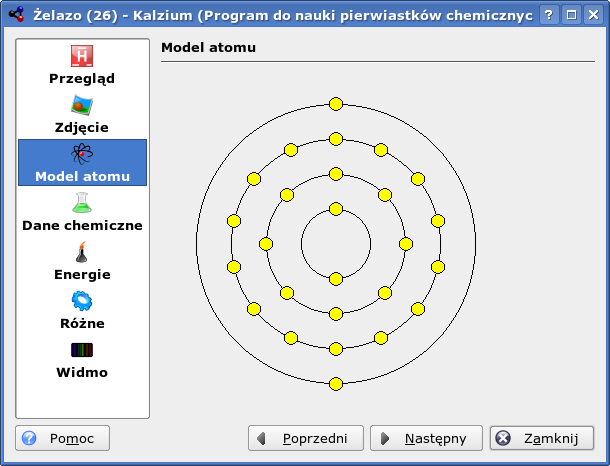 Żelazo (26) - Kalzium (Program do nauki pierwiastków chemicznyc
Model atomu
H
Przegląd
Zdjęcie
Model atomu
Dane chemiczne
Energie
Różne
Widmo
? Pomoc
Poprzedni
Następny
Zamknij